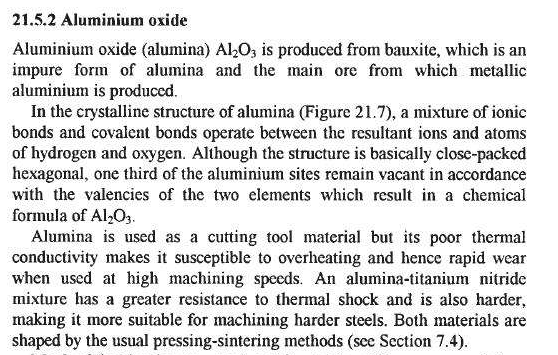 21.5.2 Aluminium oxide
Aluminium oxide (alumina) Al₂O₃ is produced from bauxite, which is an
impure form of alumina and the main ore from which metallic
aluminium is produced.
In the crystalline structure of alumina (Figure 21.7), a mixture of ionic
bonds and covalent bonds operate between the resultant ions and atoms
of hydrogen and oxygen. Although the structure is basically close-packed
hexagonal, one third of the aluminium sites remain vacant in accordance
with the valencies of the two elements which result in a chemical
formula of Al₂O₃.
Alumina is used as a cutting tool material but its poor thermal
conductivity makes it susceptible to overheating and hence rapid wear
when used at high machining speeds. An alumina-titanium nitride
mixture has a greater resistance to thermal shock and is also harder,
making it more suitable for machining harder steels. Both materials are
shaped by the usual pressing-sintering methods (see Section 7.4).